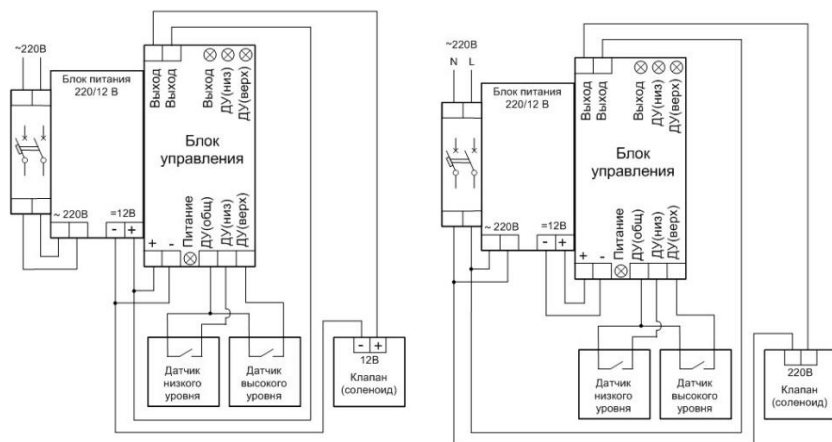 ~220В
Блок питания
220/12 В
Выход
Выход
Выход
ДУ(низ)
ДУ(верх)
Блок
управления
~ 220В
=12В
- +
+
-
Питание
ДУ(общ)
ДУ(низ)
ДУ(верх)
Датчик
низкого
уровня
Датчик
высокого
уровня
- +
12В
Клапан
(соленоид)
~220В
N L
Блок питания
220/12 В
Выход
Выход
Выход
ДУ(низ)
ДУ(верх)
Блок
управления
~ 220В
=12В
- +
+
-
Питание
ДУ(общ)
ДУ(низ)
ДУ(верх)
Датчик
низкого
уровня
Датчик
высокого
уровня
220В
Клапан
(соленоид)